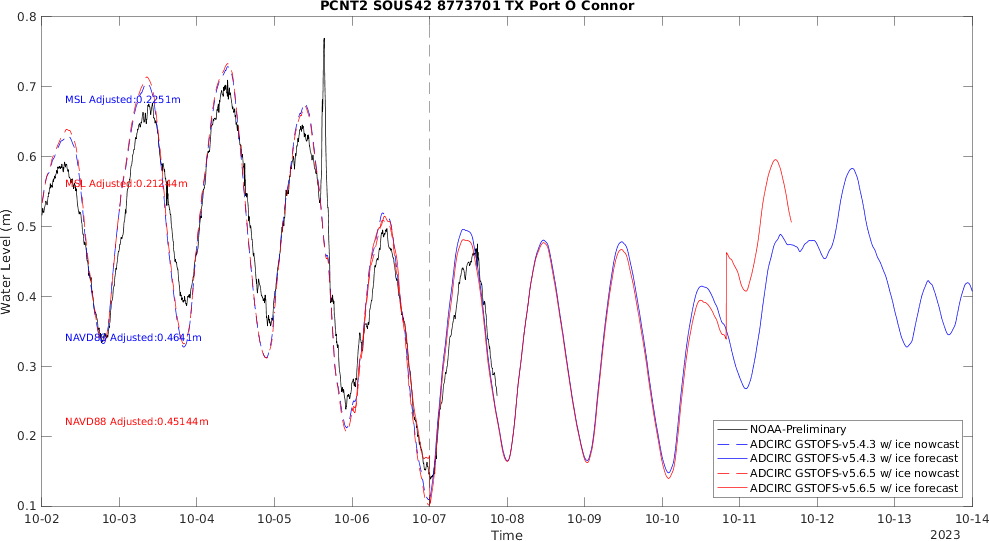 PCNT2 SOUS42 8773701 TX Port O Connor
0.8
0.7
0.6
0.5
0.4
0.3
0.2
0.1
Water Level (m)
MSL Adjusted:0.2251m
MSL Adjusted:0.21244m
NAVD88 Adjusted:0.4641m
NAVD88 Adjusted:0.45144m
NOAA-Preliminary
ADCIRC GSTOFS-v5.4.3 w/ ice nowcast
ADCIRC GSTOFS-v5.4.3 w/ ice forecast
ADCIRC GSTOFS-v5.6.5 w/ ice nowcast
ADCIRC GSTOFS-v5.6.5 w/ ice forecast
10-02 10-03 10-04 10-05 10-06 10-07 10-08 10-09 10-10 10-11 10-12 10-13 10-14
Time
2023